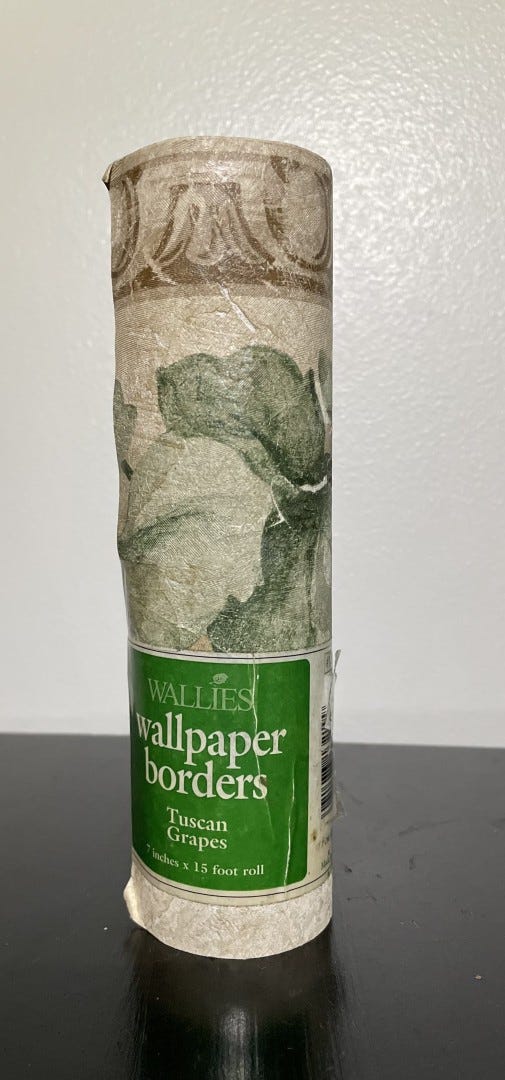 WALLIES
wallpaper
borders
Tuscan
Grapes
7 inches x 15 foot roll